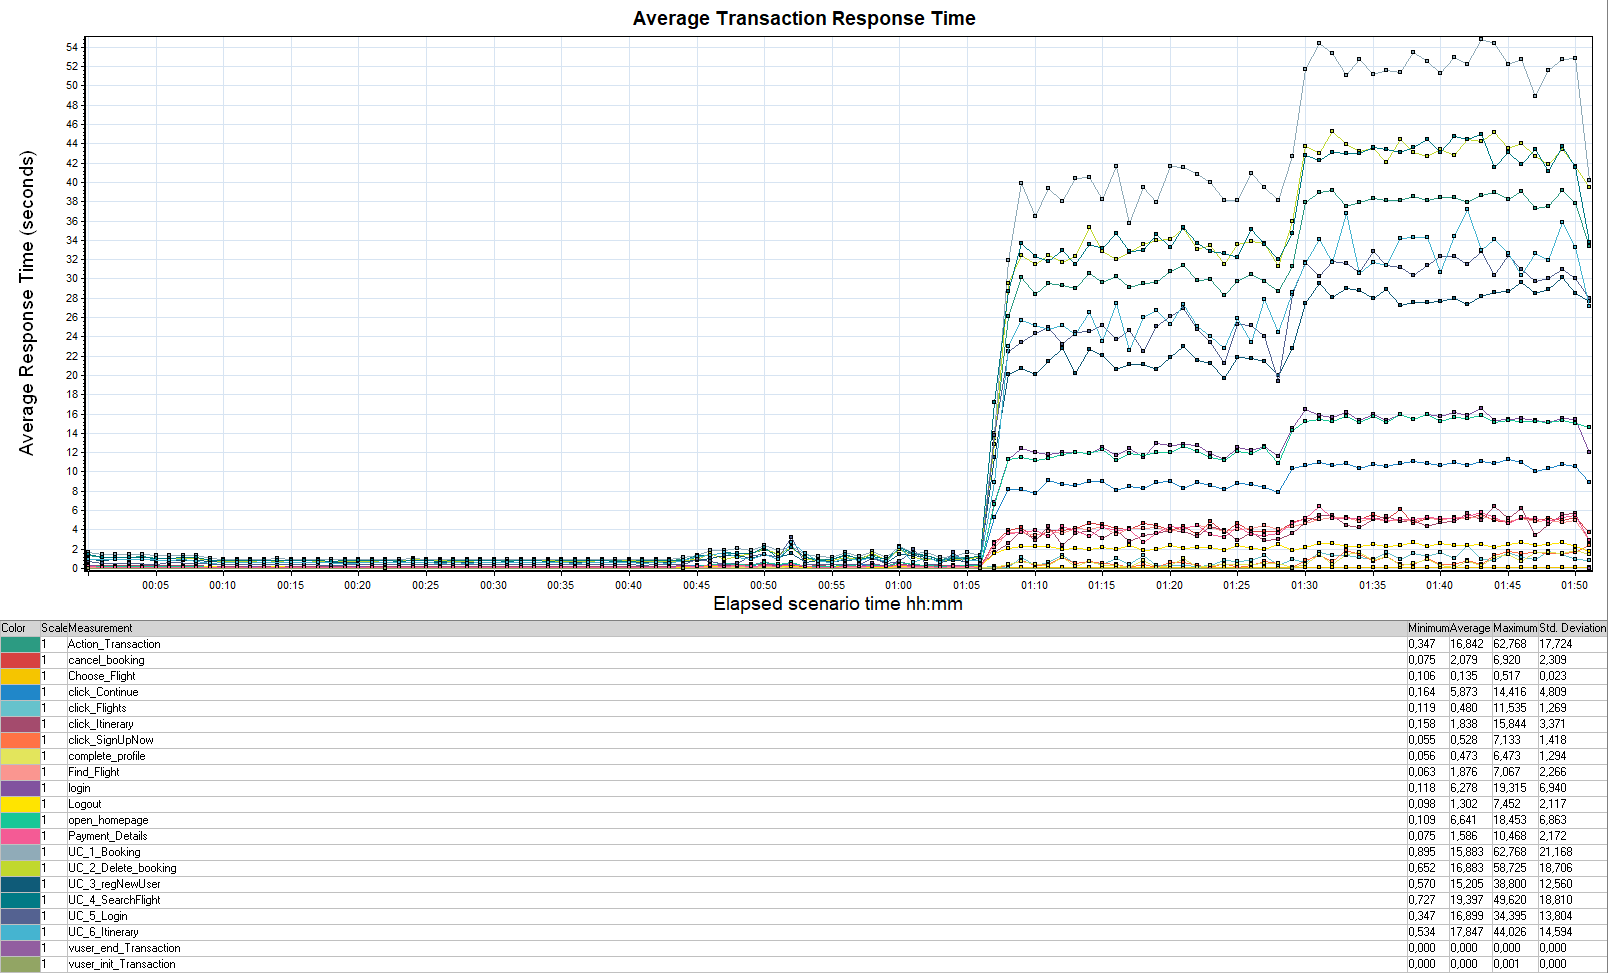 Average Transaction Response Time
Average Response Time (seconds)
54
52
50
48
46
44
42
40
38
36
34
32
30
28
26
24
22
20
18
16
14
12
10
8
6
4
2
0
00:05 00:10 00:15 00:20 00:25 00:30 00:35 00:40 00:45 00:50 00:55 01:00 01:05 01:10 01:15 01:20 01:25 01:30 01:35 01:40 01:45 01:50
Elapsed scenario time hh:mm
Color Scale Measurement Minimum Average Maximum Std. Deviation
1 Action_Transaction 0,347 16,842 62,768 17,724
1 cancel_booking 0,075 2,079 6,920 2,309
1 Choose_Flight 0,106 0,135 0,517 0,023
1 click_Continue 0,164 5,873 14,416 4,809
1 click_Flights 0,119 0,480 11,535 1,269
1 click_Itinerary 0,158 1,838 15,844 3,371
1 click_SignUpNow 0,055 0,528 7,133 1,418
1 complete_profile 0,056 0,473 6,473 1,294
1 Find_Flight 0,063 1,876 7,067 2,266
1 login 0,118 6,278 19,315 6,940
1 Logout 0,098 1,302 7,452 2,117
1 open_homepage 0,109 6,641 18,453 6,863
1 Payment_Details 0,075 1,586 10,468 2,172
1 UC_1_Booking 0,895 15,883 62,768 21,168
1 UC_2_Delete_booking 0,652 16,883 58,725 18,706
1 UC_3_regNewUser 0,570 15,205 38,800 12,560
1 UC_4_SearchFlight 0,727 19,397 49,620 18,810
1 UC_5_Login 0,347 16,899 34,395 13,804
1 UC_6_Itinerary 0,534 17,847 44,026 14,594
1 vuser_end_Transaction 0,000 0,000 0,000 0,000
1 vuser_init_Transaction 0,000 0,000 0,001 0,000